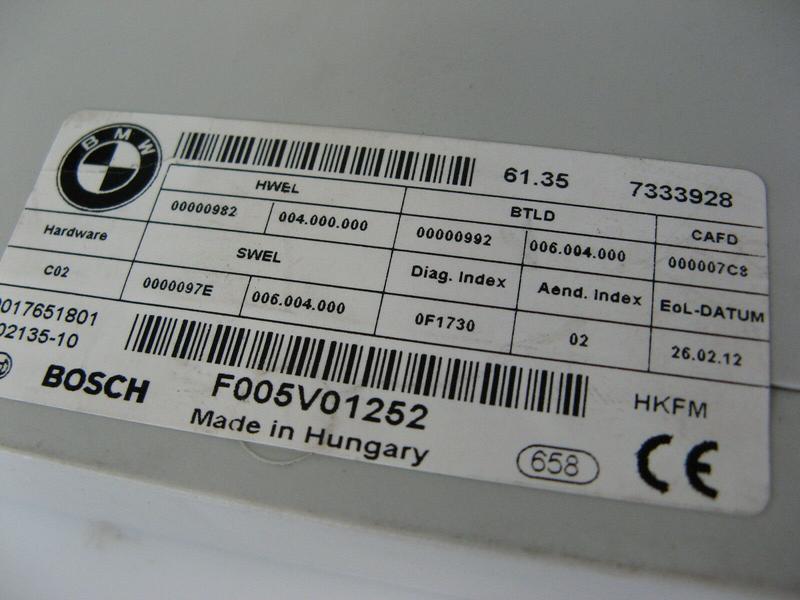 BMW
61.35 7333928
HWEL BTLD CAFD
00000982 004.000.000 00000992 006.004.000 000007C8
Hardware SWEL Diag. Index Aend. Index EoL-DATUM
C02 0000097E 006.004.000 0F1730 02 26.02.12
0017651801
02135-10
BOSCH F005V01252 HKFM
Made in Hungary 658 CE